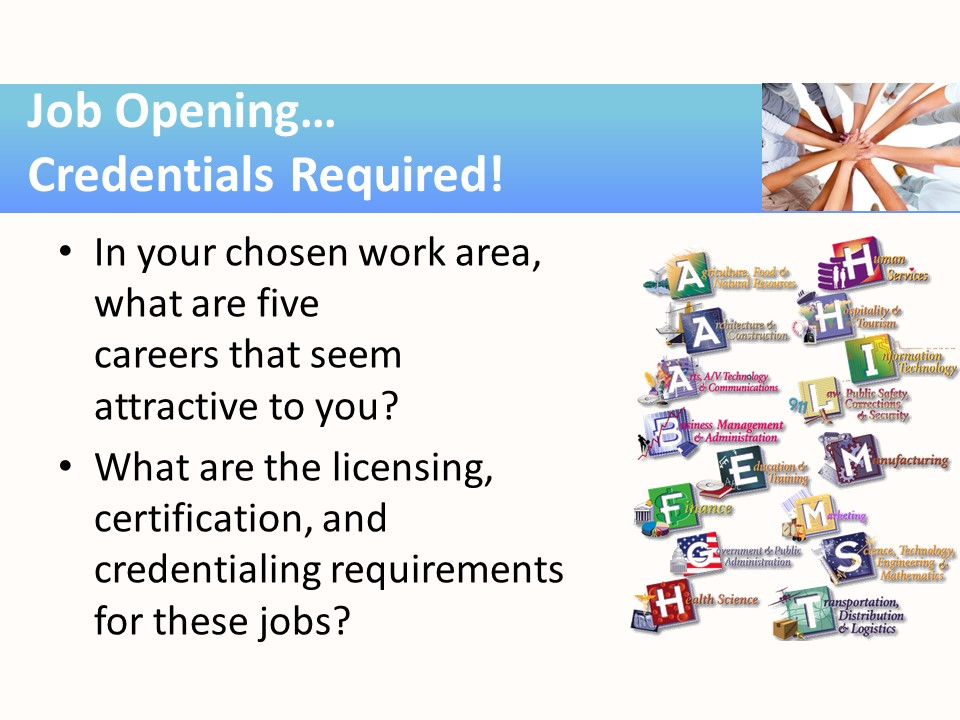 Job Opening…
Credentials Required!
• In your chosen work area,
what are five
careers that seem
attractive to you?
• What are the licensing,
certification, and
credentialing requirements
for these jobs?
Agriculture, Food &
Natural Resources
Architecture &
Construction
Arts, A/V Technology
& Communications
Business Management
& Administration
Education &
Training
Finance
Government & Public
Administration
Health Science
Human
Services
Hospitality &
Tourism
Information
Technology
911
Law, Public Safety,
Corrections
& Security
Manufacturing
Marketing
Science, Technology,
Engineering &
Mathematics
Transportation,
Distribution
& Logistics